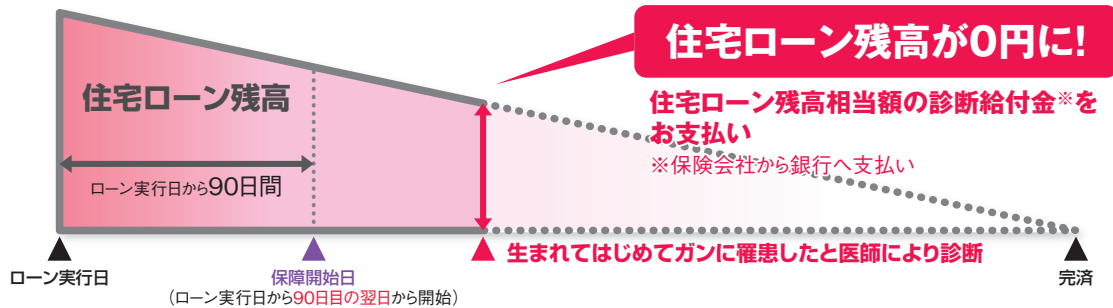 住宅ローン残高が0円に!
住宅ローン残高
住宅ローン残高相当額の診断給付金※を
お支払い
※保険会社から銀行へ支払い
ローン実行日から90日間
生まれてはじめてガンに罹患したと医師により診断
ローン実行日
保障開始日
(ローン実行日から90日目の翌日から開始)
完済